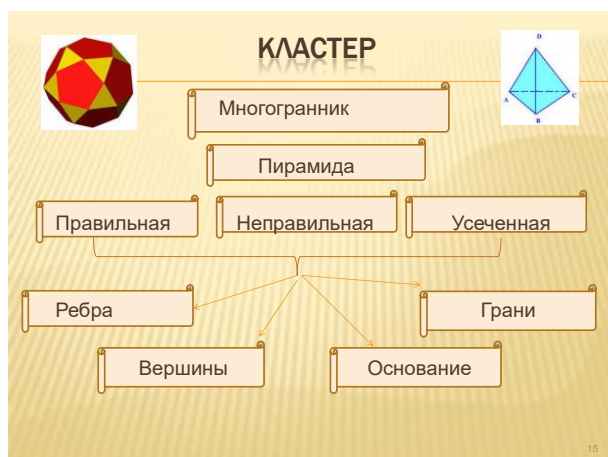 КЛАСТЕР
D
A
C
B
Многогранник
Пирамида
Правильная
Неправильная
Усеченная
Ребра
Грани
Вершины
Основание
15